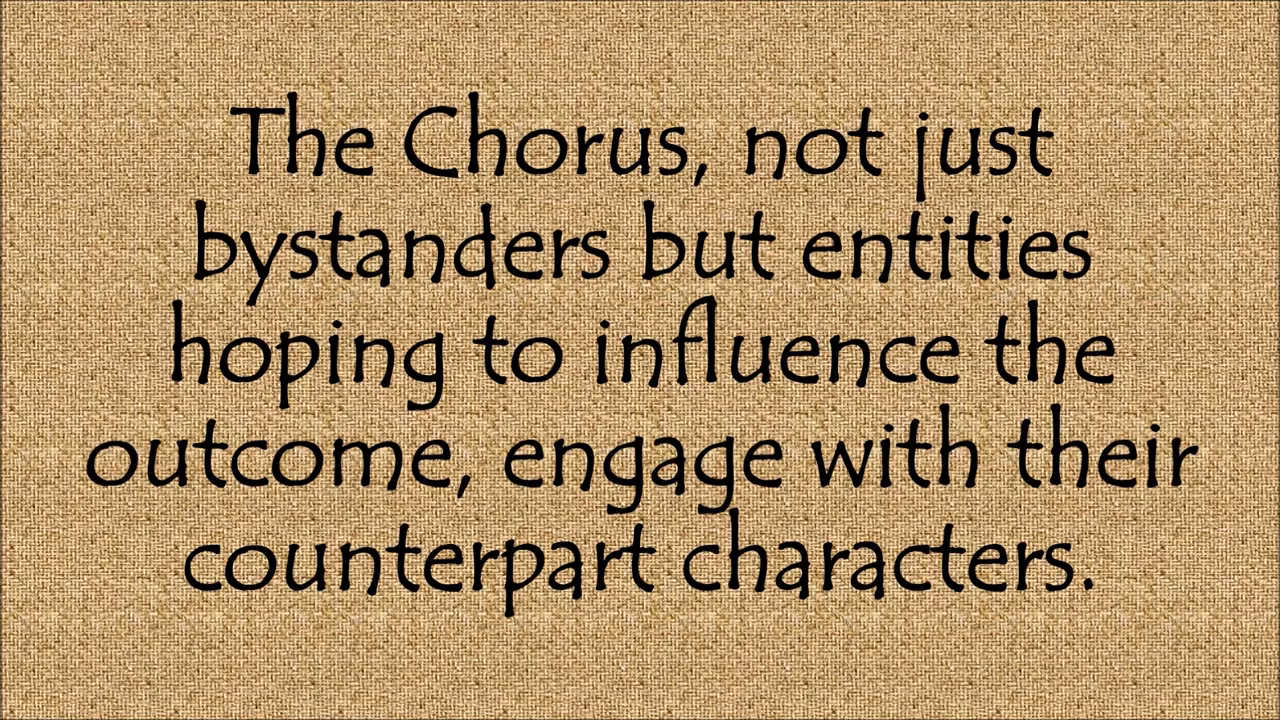 The Chorus, not just
bystanders but entities
hoping to influence the
outcome, engage with their
counterpart characters.